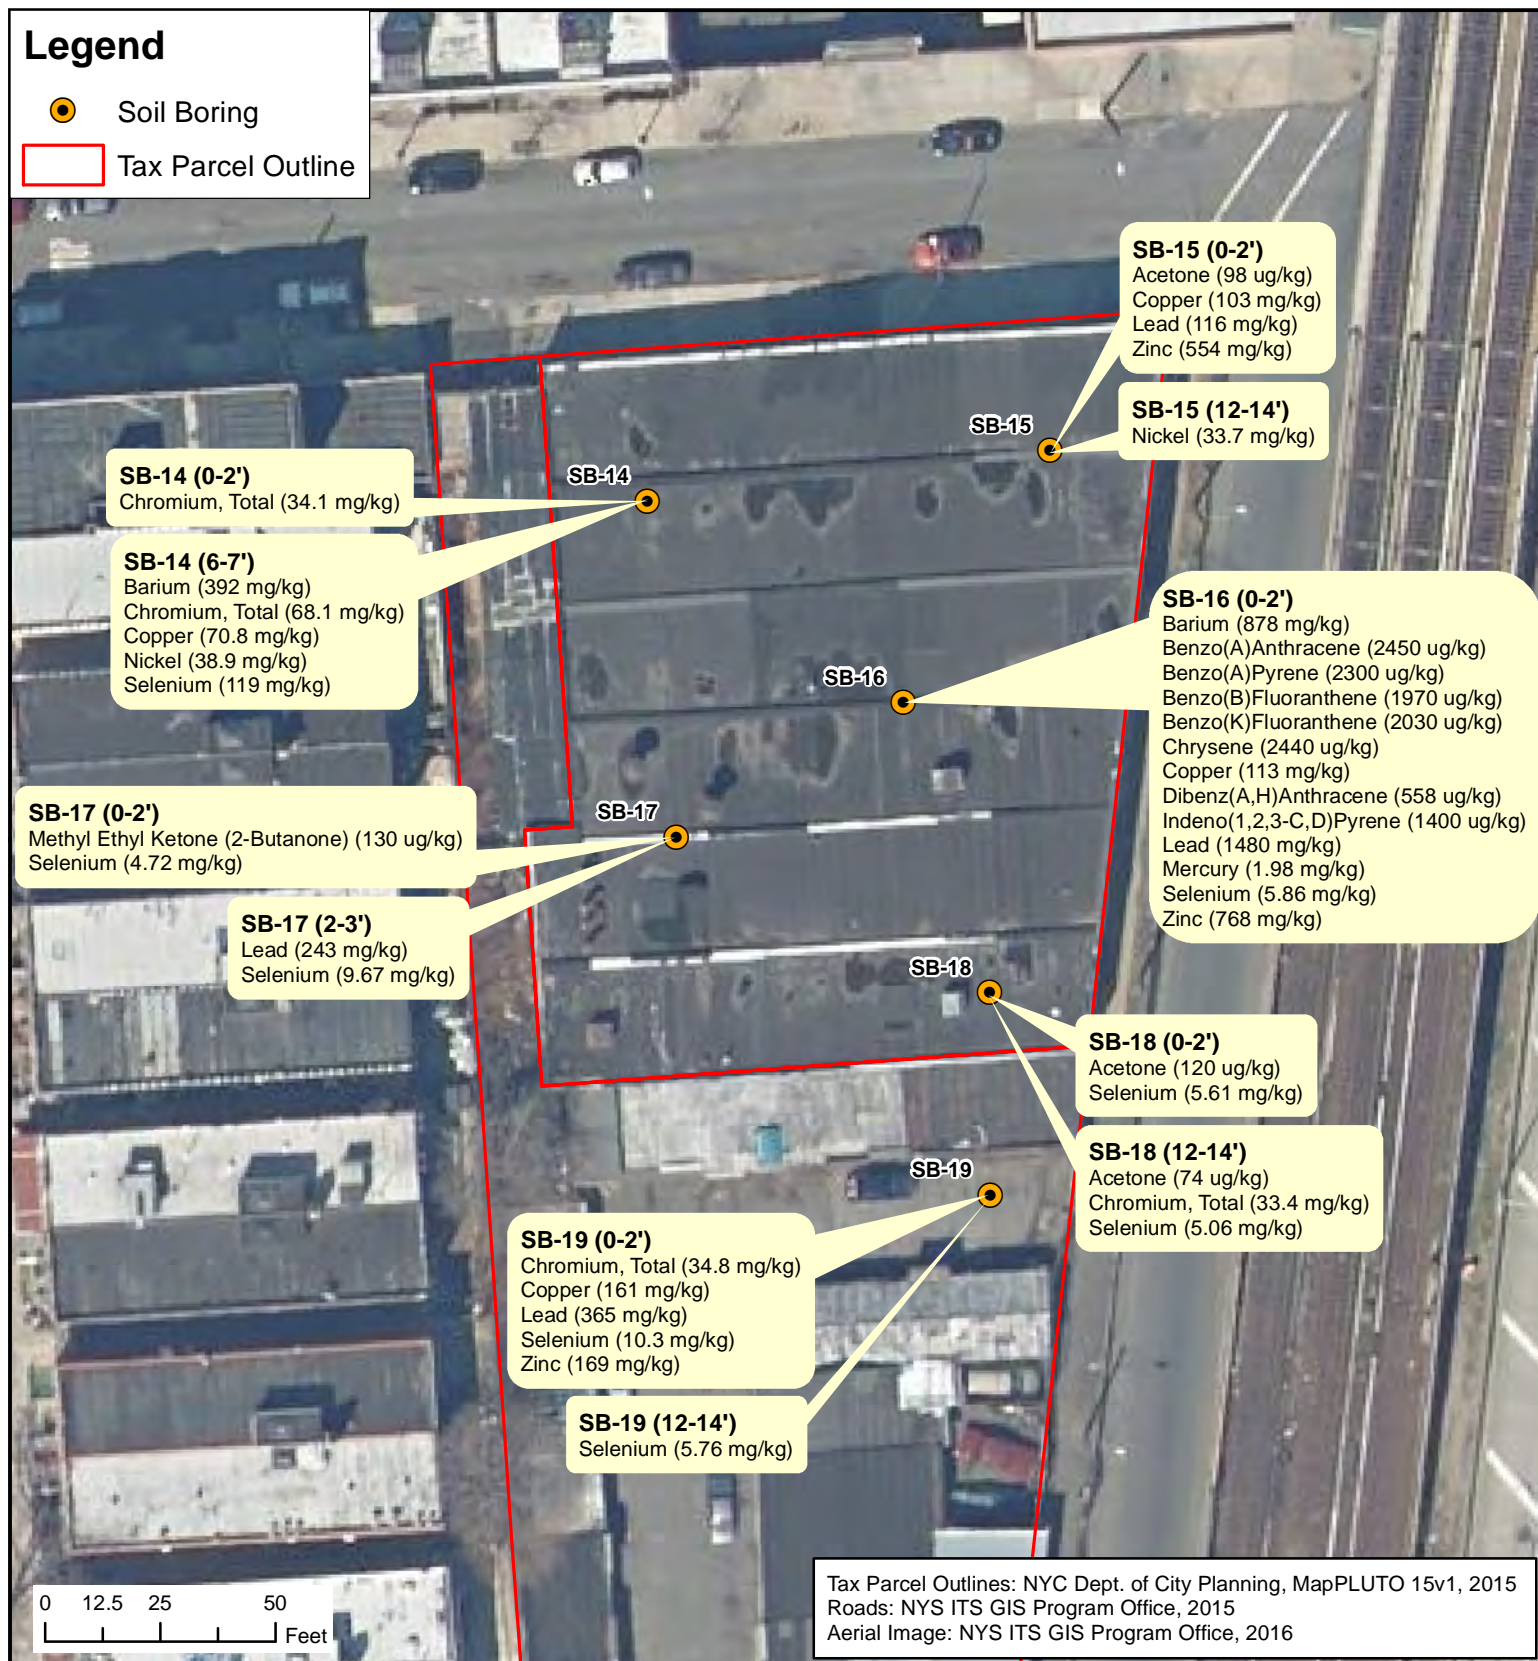 Legend
Soil Boring
Tax Parcel Outline
SB-15 (0-2')
Acetone (98 ug/kg)
Copper (103 mg/kg)
Lead (116 mg/kg)
Zinc (554 mg/kg)
SB-15 (12-14')
Nickel (33.7 mg/kg)
SB-15
SB-14
SB-14 (0-2')
Chromium, Total (34.1 mg/kg)
SB-14 (6-7')
Barium (392 mg/kg)
Chromium, Total (68.1 mg/kg)
Copper (70.8 mg/kg)
Nickel (38.9 mg/kg)
Selenium (119 mg/kg)
SB-16
SB-16 (0-2')
Barium (878 mg/kg)
Benzo(A)Anthracene (2450 ug/kg)
Benzo(A)Pyrene (2300 ug/kg)
Benzo(B)Fluoranthene (1970 ug/kg)
Benzo(K)Fluoranthene (2030 ug/kg)
Chrysene (2440 ug/kg)
Copper (113 mg/kg)
Dibenz(A,H)Anthracene (558 ug/kg)
Indeno(1,2,3-C,D)Pyrene (1400 ug/kg)
Lead (1480 mg/kg)
Mercury (1.98 mg/kg)
Selenium (5.86 mg/kg)
Zinc (768 mg/kg)
SB-17
SB-17 (0-2')
Methyl Ethyl Ketone (2-Butanone) (130 ug/kg)
Selenium (4.72 mg/kg)
SB-17 (2-3')
Lead (243 mg/kg)
Selenium (9.67 mg/kg)
SB-18
SB-18 (0-2')
Acetone (120 ug/kg)
Selenium (5.61 mg/kg)
SB-18 (12-14')
Acetone (74 ug/kg)
Chromium, Total (33.4 mg/kg)
Selenium (5.06 mg/kg)
SB-19
SB-19 (0-2')
Chromium, Total (34.8 mg/kg)
Copper (161 mg/kg)
Lead (365 mg/kg)
Selenium (10.3 mg/kg)
Zinc (169 mg/kg)
SB-19 (12-14')
Selenium (5.76 mg/kg)
0 12.5 25 50
Feet
Tax Parcel Outlines: NYC Dept. of City Planning, MapPLUTO 15v1, 2015
Roads: NYS ITS GIS Program Office, 2015
Aerial Image: NYS ITS GIS Program Office, 2016